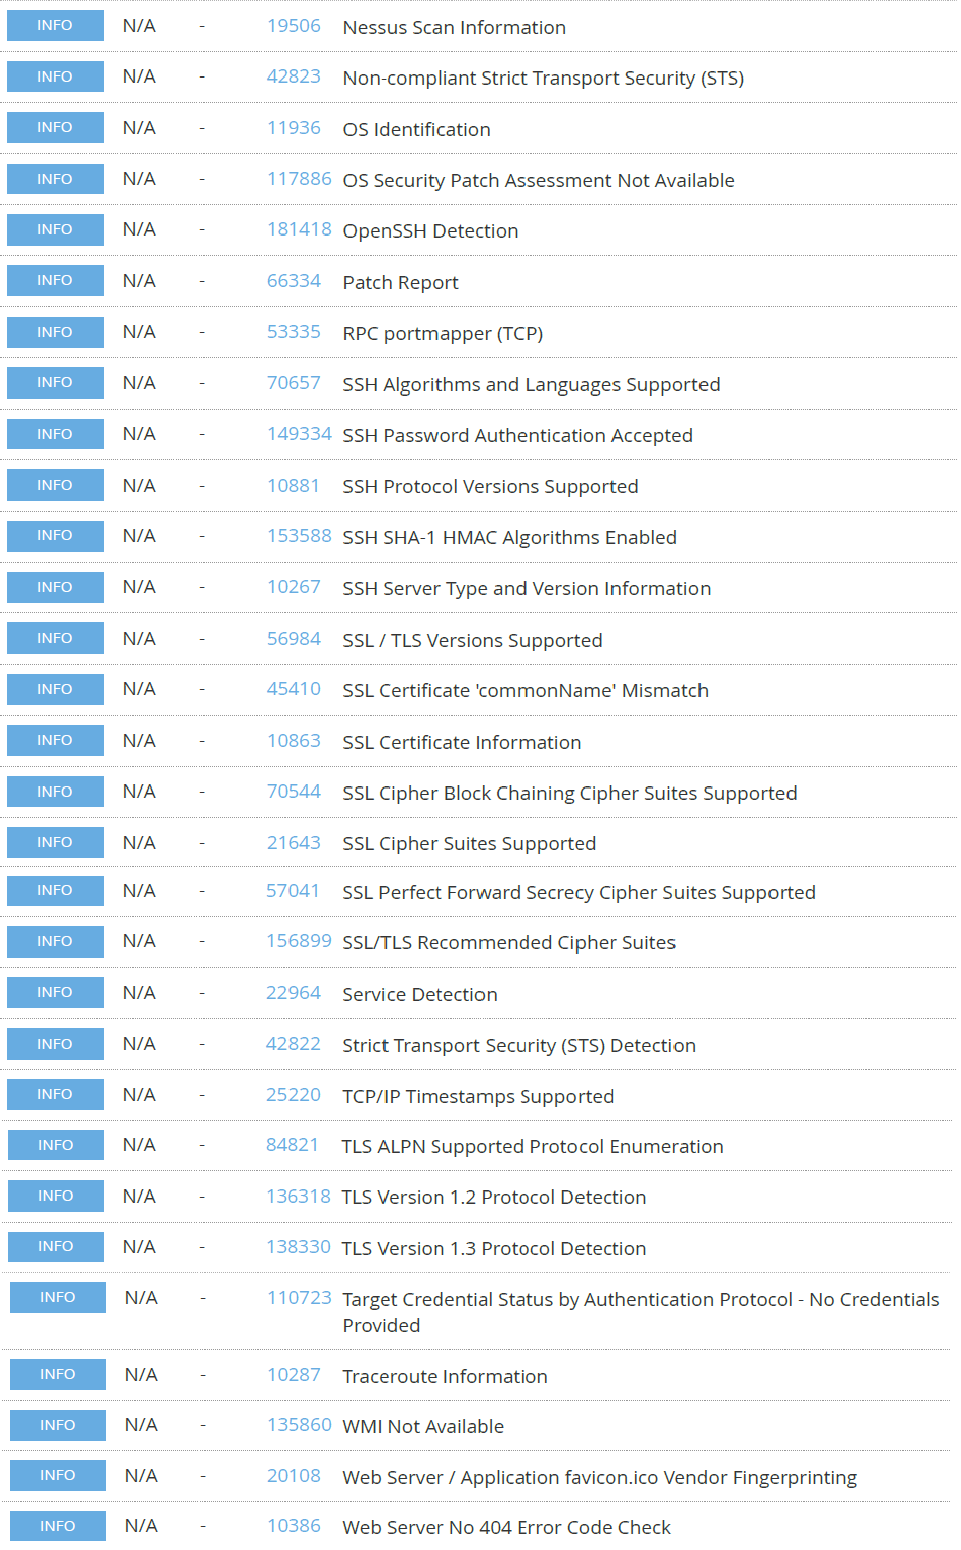 INFO N/A - 19506 Nessus Scan Information
INFO N/A - 42823 Non-compliant Strict Transport Security (STS)
INFO N/A - 11936 OS Identification
INFO N/A - 117886 OS Security Patch Assessment Not Available
INFO N/A - 181418 OpenSSH Detection
INFO N/A - 66334 Patch Report
INFO N/A - 53335 RPC portmapper (TCP)
INFO N/A - 70657 SSH Algorithms and Languages Supported
INFO N/A - 149334 SSH Password Authentication Accepted
INFO N/A - 10881 SSH Protocol Versions Supported
INFO N/A - 153588 SSH SHA-1 HMAC Algorithms Enabled
INFO N/A - 10267 SSH Server Type and Version Information
INFO N/A - 56984 SSL / TLS Versions Supported
INFO N/A - 45410 SSL Certificate 'commonName' Mismatch
INFO N/A - 10863 SSL Certificate Information
INFO N/A - 70544 SSL Cipher Block Chaining Cipher Suites Supported
INFO N/A - 21643 SSL Cipher Suites Supported
INFO N/A - 57041 SSL Perfect Forward Secrecy Cipher Suites Supported
INFO N/A - 156899 SSL/TLS Recommended Cipher Suites
INFO N/A - 22964 Service Detection
INFO N/A - 42822 Strict Transport Security (STS) Detection
INFO N/A - 25220 TCP/IP Timestamps Supported
INFO N/A - 84821 TLS ALPN Supported Protocol Enumeration
INFO N/A - 136318 TLS Version 1.2 Protocol Detection
INFO N/A - 138330 TLS Version 1.3 Protocol Detection
INFO N/A - 110723 Target Credential Status by Authentication Protocol - No Credentials
Provided
INFO N/A - 10287 Traceroute Information
INFO N/A - 135860 WMI Not Available
INFO N/A - 20108 Web Server / Application favicon.ico Vendor Fingerprinting
INFO N/A - 10386 Web Server No 404 Error Code Check